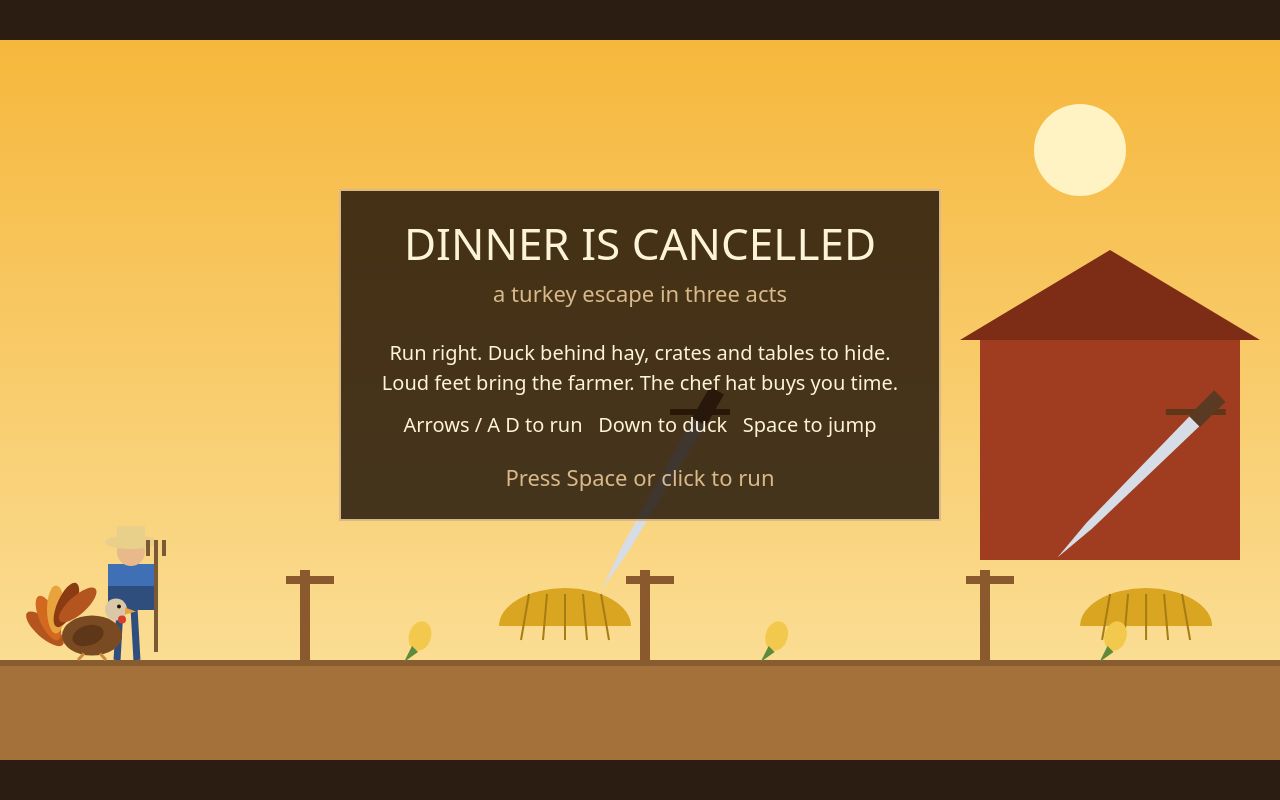 DINNER IS CANCELLED
a turkey escape in three acts
Run right. Duck behind hay, crates and tables to hide.
Loud feet bring the farmer. The chef hat buys you time.
Arrows / A D to run   Down to duck   Space to jump
Press Space or click to run